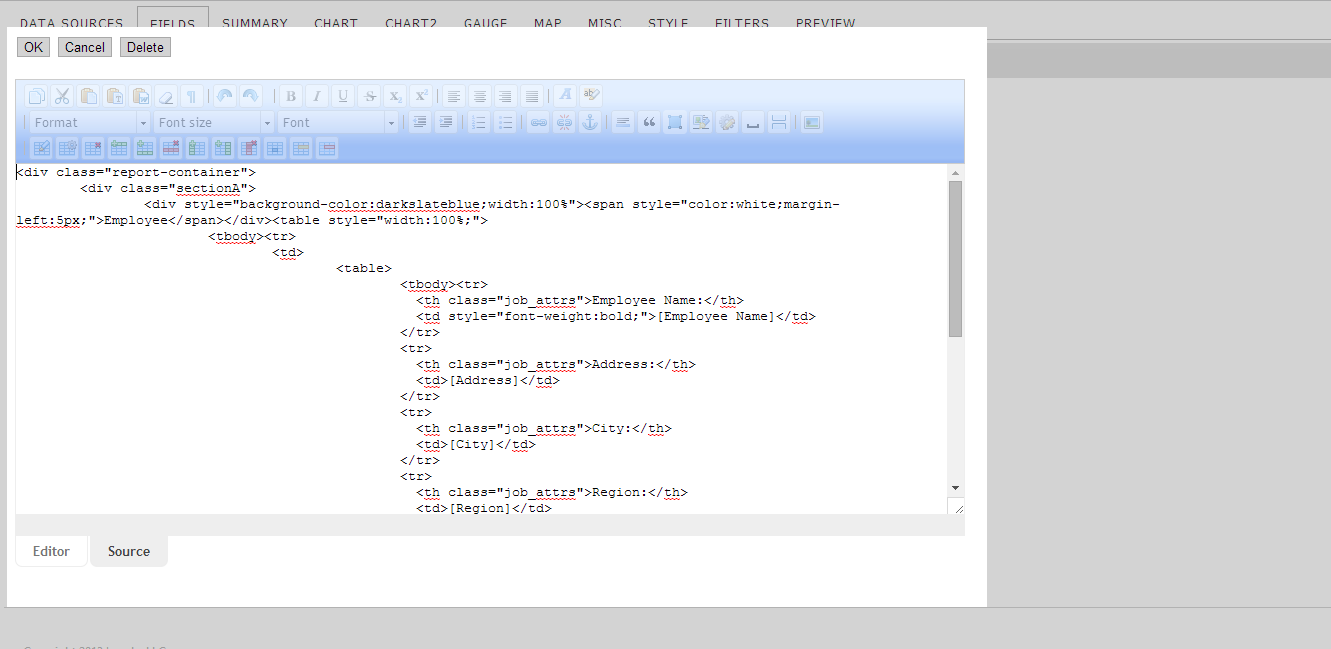 DATA SOURCES FIELDS SUMMARY CHART CHART2 GAUGE MAP MISC STYLE FILTERS PREVIEW
OK Cancel Delete
B I U S X₂ X²
Format Font size Font
<div class="report-container">
<div class="sectionA">
<div style="background-color:darkslateblue;width:100%"><span style="color:white;margin-
left:5px;">Employee</span></div><table style="width:100%;">
<tbody><tr>
<td>
<table>
<tbody><tr>
<th class="job_attrs">Employee Name:</th>
<td style="font-weight:bold;">[Employee Name]</td>
</tr>
<tr>
<th class="job_attrs">Address:</th>
<td>[Address]</td>
</tr>
<tr>
<th class="job_attrs">City:</th>
<td>[City]</td>
</tr>
<tr>
<th class="job_attrs">Region:</th>
<td>[Region]</td>
Editor Source